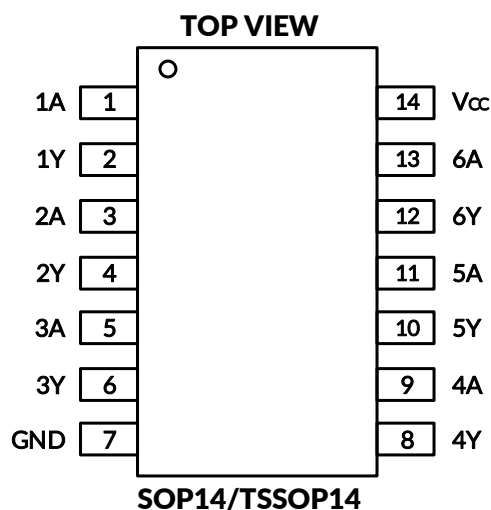 TOP VIEW
1A 1 14 Vcc
1Y 2 13 6A
2A 3 12 6Y
2Y 4 11 5A
3A 5 10 5Y
3Y 6 9 4A
GND 7 8 4Y
SOP14/TSSOP14